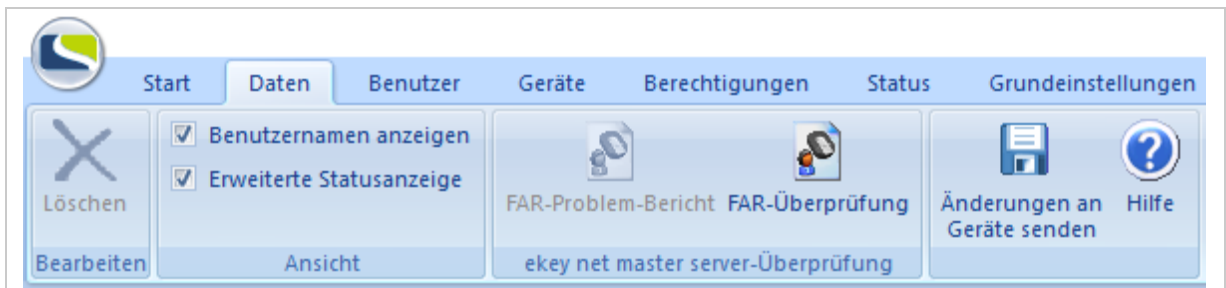 Start Daten Benutzer Geräte Berechtigungen Status Grundeinstellungen
Löschen
Bearbeiten
Benutzernamen anzeigen
Erweiterte Statusanzeige
Ansicht
FAR-Problem-Bericht FAR-Überprüfung
ekey net master server-Überprüfung
Änderungen an
Geräte senden
Hilfe